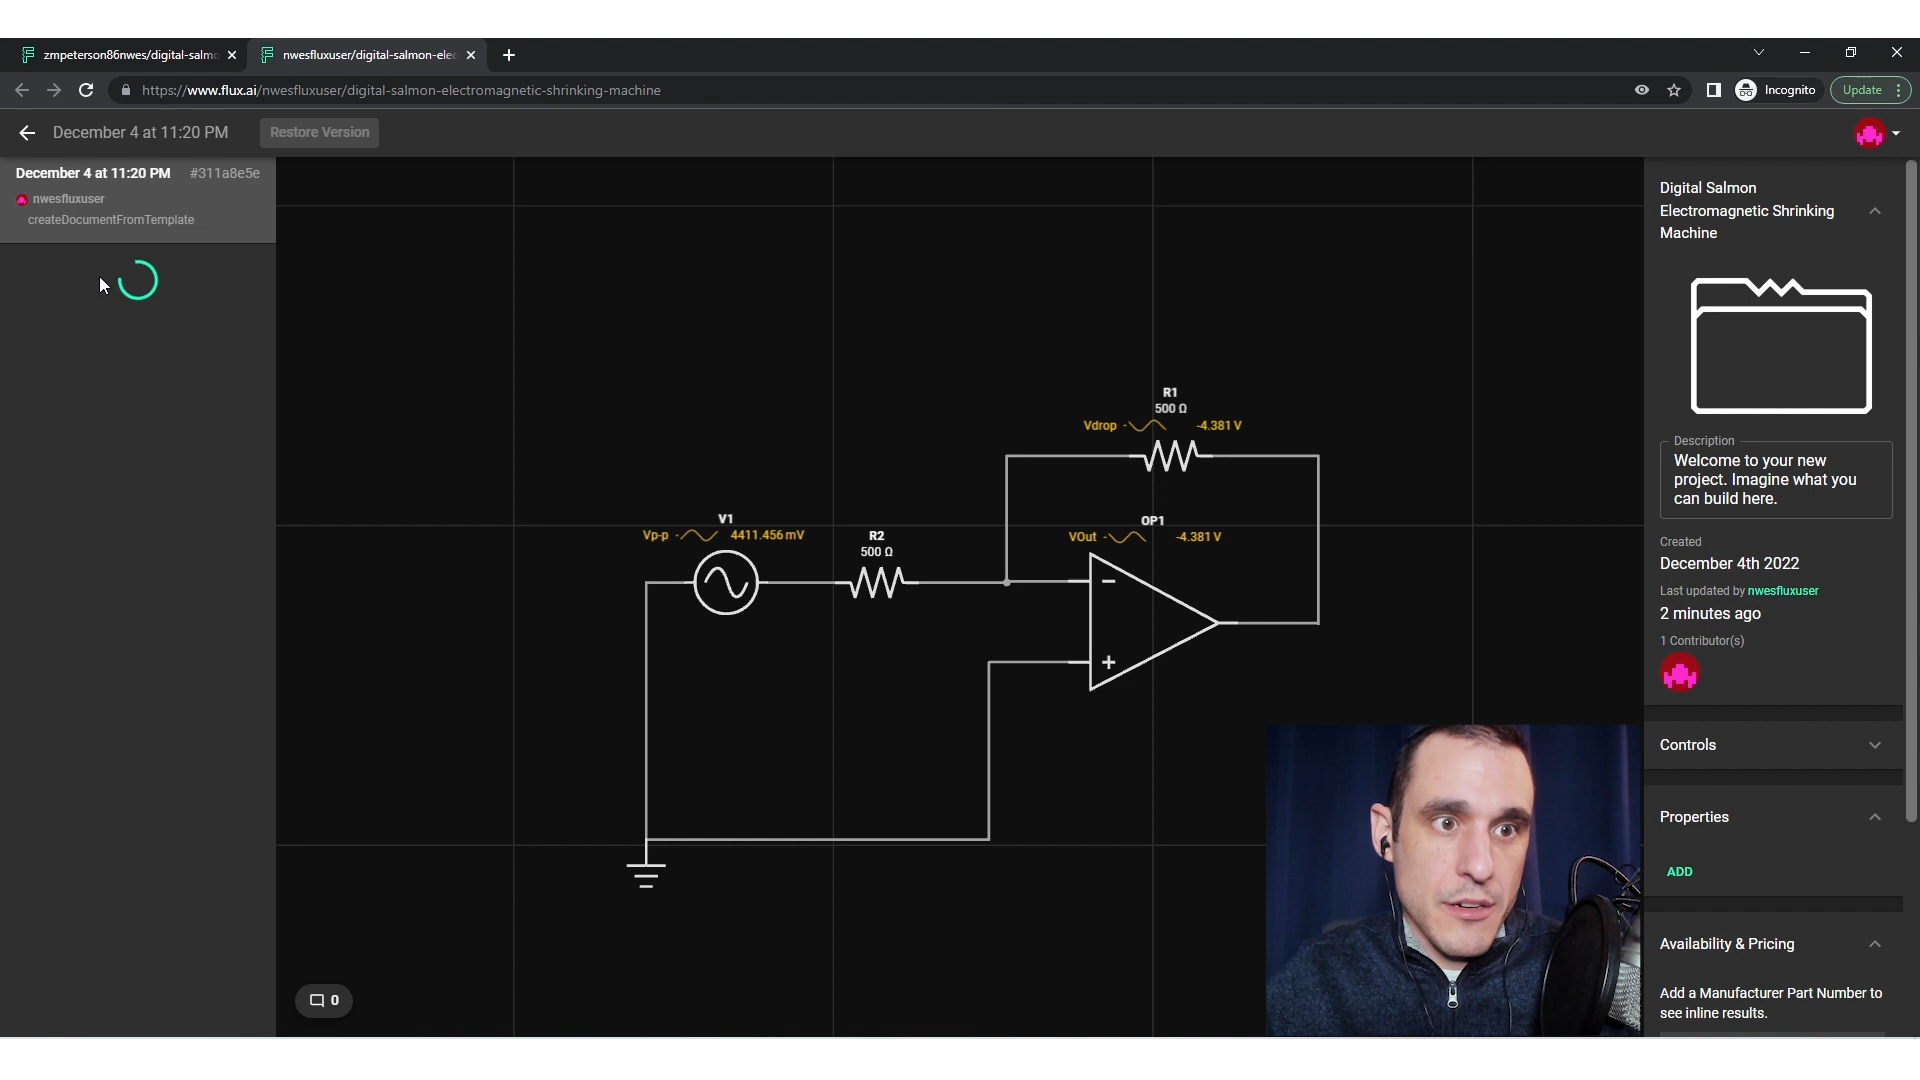 zmpeterson86nwes/digital-salmo
nwesfluxuser/digital-salmon-elec
https://www.flux.ai/nwesfluxuser/digital-salmon-electromagnetic-shrinking-machine
Incognito
Update
December 4 at 11:20 PM
Restore Version
December 4 at 11:20 PM #311a8e5e
nwesfluxuser
createDocumentFromTemplate
R1
500 Ω
Vdrop -4.381 V
V1
Vp-p 4411.456 mV
R2
500 Ω
OP1
VOut -4.381 V
−
+
0
Digital Salmon
Electromagnetic Shrinking
Machine
Description
Welcome to your new
project. Imagine what you
can build here.
Created
December 4th 2022
Last updated by nwesfluxuser
2 minutes ago
1 Contributor(s)
Controls
Properties
ADD
Availability & Pricing
Add a Manufacturer Part Number to
see inline results.